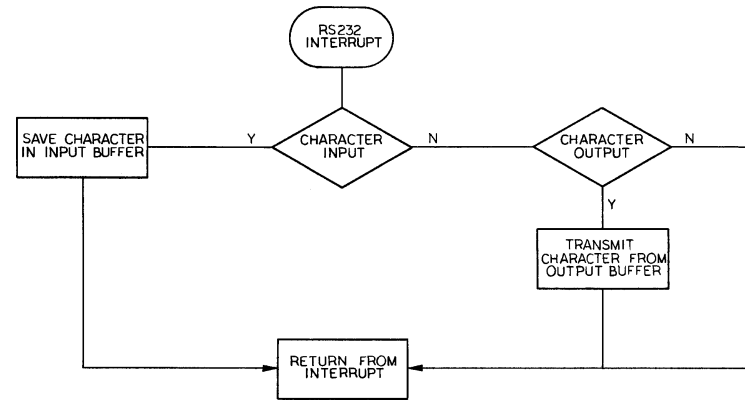 RS232
INTERRUPT
SAVE CHARACTER
IN INPUT BUFFER
Y
CHARACTER
INPUT
N
CHARACTER
OUTPUT
N
Y
TRANSMIT
CHARACTER FROM
OUTPUT BUFFER
RETURN FROM
INTERRUPT